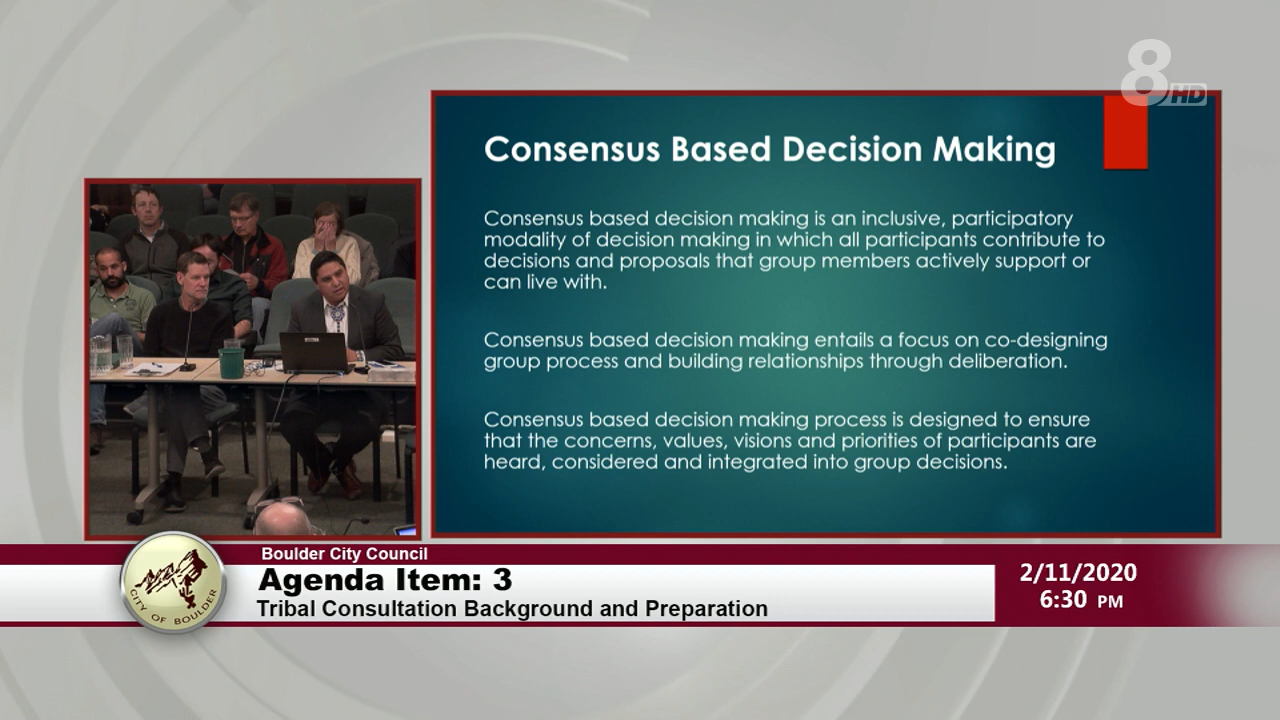 8HD
Consensus Based Decision Making
Consensus based decision making is an inclusive, participatory
modality of decision making in which all participants contribute to
decisions and proposals that group members actively support or
can live with.
Consensus based decision making entails a focus on co-designing
group process and building relationships through deliberation.
Consensus based decision making process is designed to ensure
that the concerns, values, visions and priorities of participants are
heard, considered and integrated into group decisions.
Boulder City Council
Agenda Item: 3
Tribal Consultation Background and Preparation
2/11/2020
6:30 PM
CITY OF BOULDER